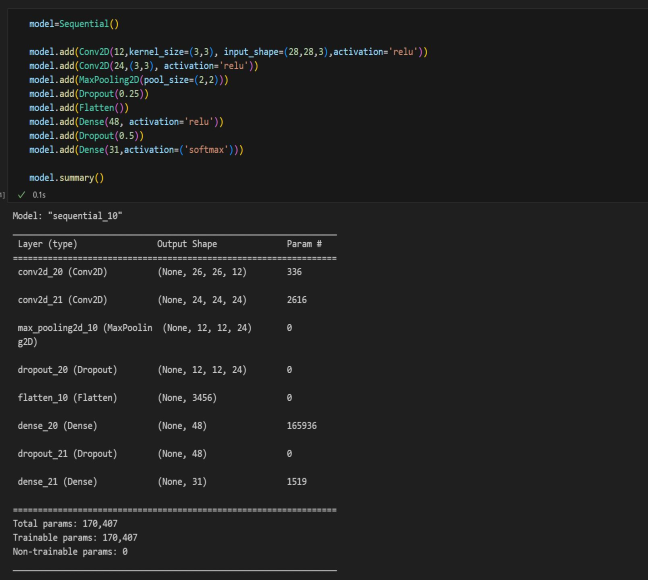 model=Sequential()
model.add(Conv2D(12,kernel_size=(3,3), input_shape=(28,28,3),activation='relu'))
model.add(Conv2D(24,(3,3), activation='relu'))
model.add(MaxPooling2D(pool_size=(2,2)))
model.add(Dropout(0.25))
model.add(Flatten())
model.add(Dense(48, activation='relu'))
model.add(Dropout(0.5))
model.add(Dense(31,activation=('softmax')))
model.summary()
✓ 0.1s
Model: "sequential_10"
Layer (type) Output Shape Param #
=================================================================
conv2d_20 (Conv2D) (None, 26, 26, 12) 336
conv2d_21 (Conv2D) (None, 24, 24, 24) 2616
max_pooling2d_10 (MaxPoolin (None, 12, 12, 24) 0
g2D)
dropout_20 (Dropout) (None, 12, 12, 24) 0
flatten_10 (Flatten) (None, 3456) 0
dense_20 (Dense) (None, 48) 165936
dropout_21 (Dropout) (None, 48) 0
dense_21 (Dense) (None, 31) 1519
=================================================================
Total params: 170,407
Trainable params: 170,407
Non-trainable params: 0